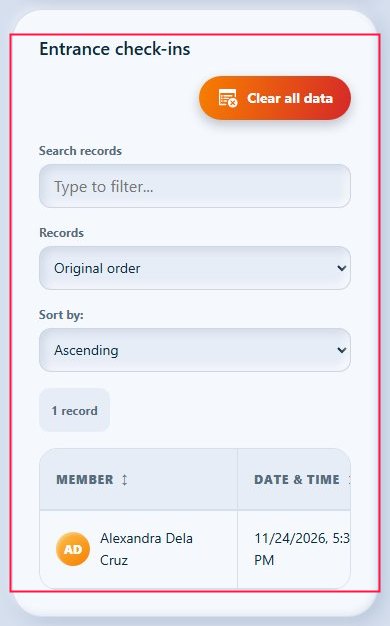 Entrance check-ins
Clear all data
Search records
Type to filter...
Records
Original order
Sort by:
Ascending
1 record
MEMBER ↕ DATE & TIME
AD Alexandra Dela 11/24/2026, 5:3
Cruz PM